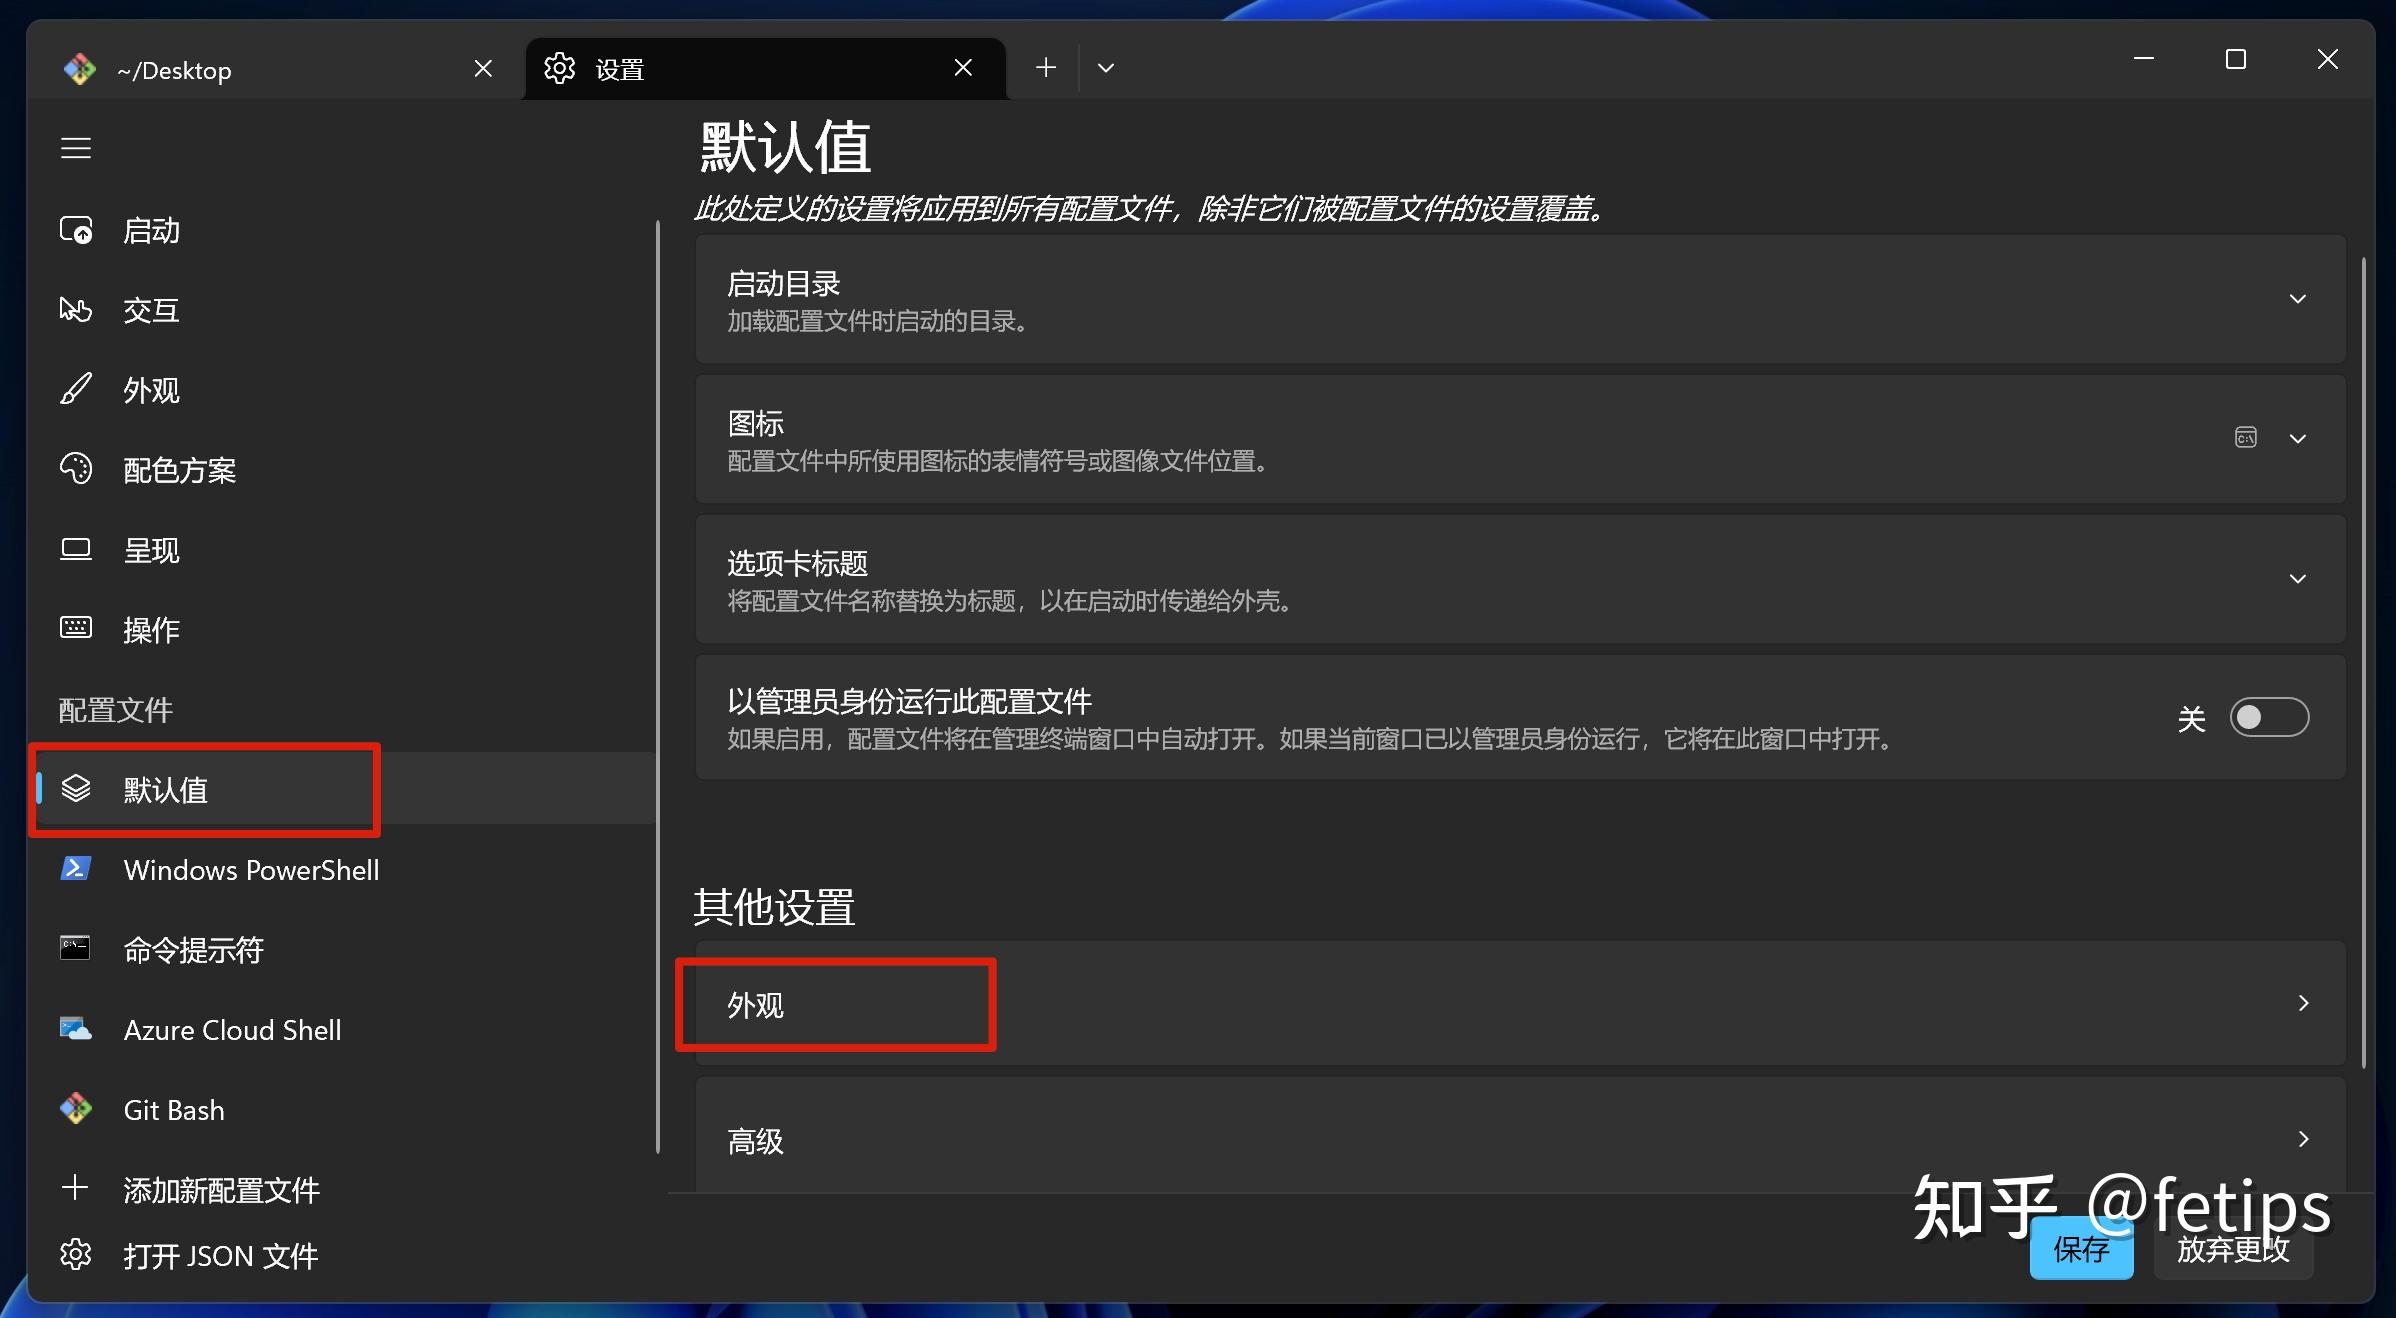 ~/Desktop
设置
启动
交互
外观
配色方案
呈现
操作
配置文件
默认值
Windows PowerShell
命令提示符
Azure Cloud Shell
Git Bash
添加新配置文件
打开 JSON 文件
默认值
此处定义的设置将应用到所有配置文件，除非它们被配置文件的设置覆盖。
启动目录
加载配置文件时启动的目录。
图标
配置文件中所使用图标的表情符号或图像文件位置。
选项卡标题
将配置文件名称替换为标题，以在启动时传递给外壳。
以管理员身份运行此配置文件
如果启用，配置文件将在管理终端窗口中自动打开。如果当前窗口已以管理员身份运行，它将在此窗口中打开。
关
其他设置
外观
高级
知乎 @fetips
保存
放弃更改